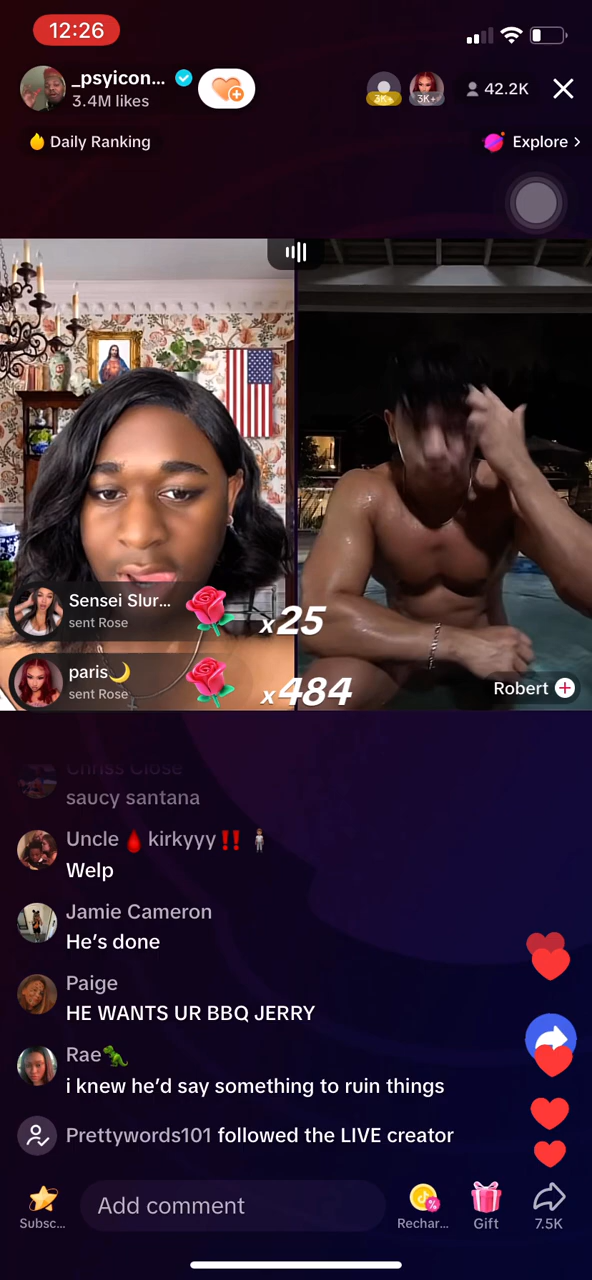 12:26
_psyicon...
3.4M likes
3K+
3K+
42.2K
Daily Ranking
Explore >
Sensei Slur...
sent Rose
x25
paris🌙
sent Rose
x484
Robert
Chriss Close
saucy santana
Uncle🩸kirkyyy‼️🧍🏽‍♂️
Welp
Jamie Cameron
He's done
Paige
HE WANTS UR BBQ JERRY
Rae🦖
i knew he'd say something to ruin things
Prettywords101 followed the LIVE creator
Add comment
Subsc...
Rechar...
Gift
7.5K